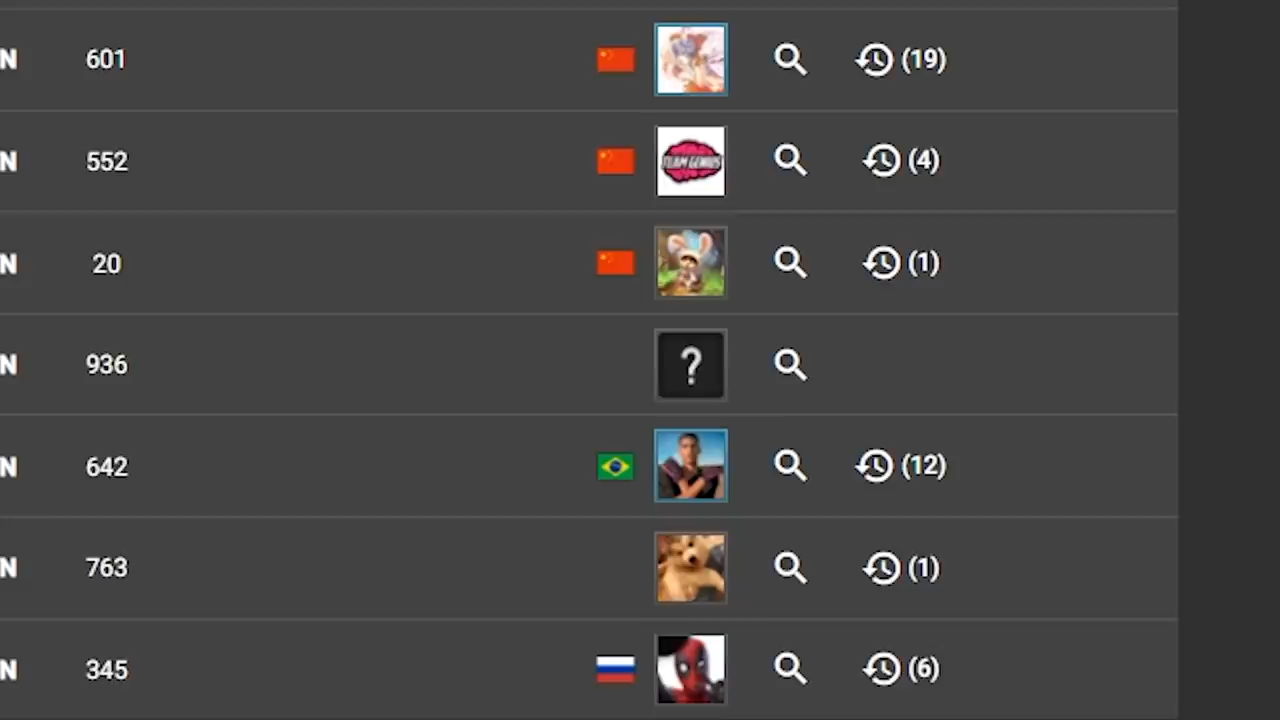 N 601 (19)
N 552 TEAM GENIUS (4)
N 20 (1)
N 936 ? 
N 642 (12)
N 763 (1)
N 345 (6)